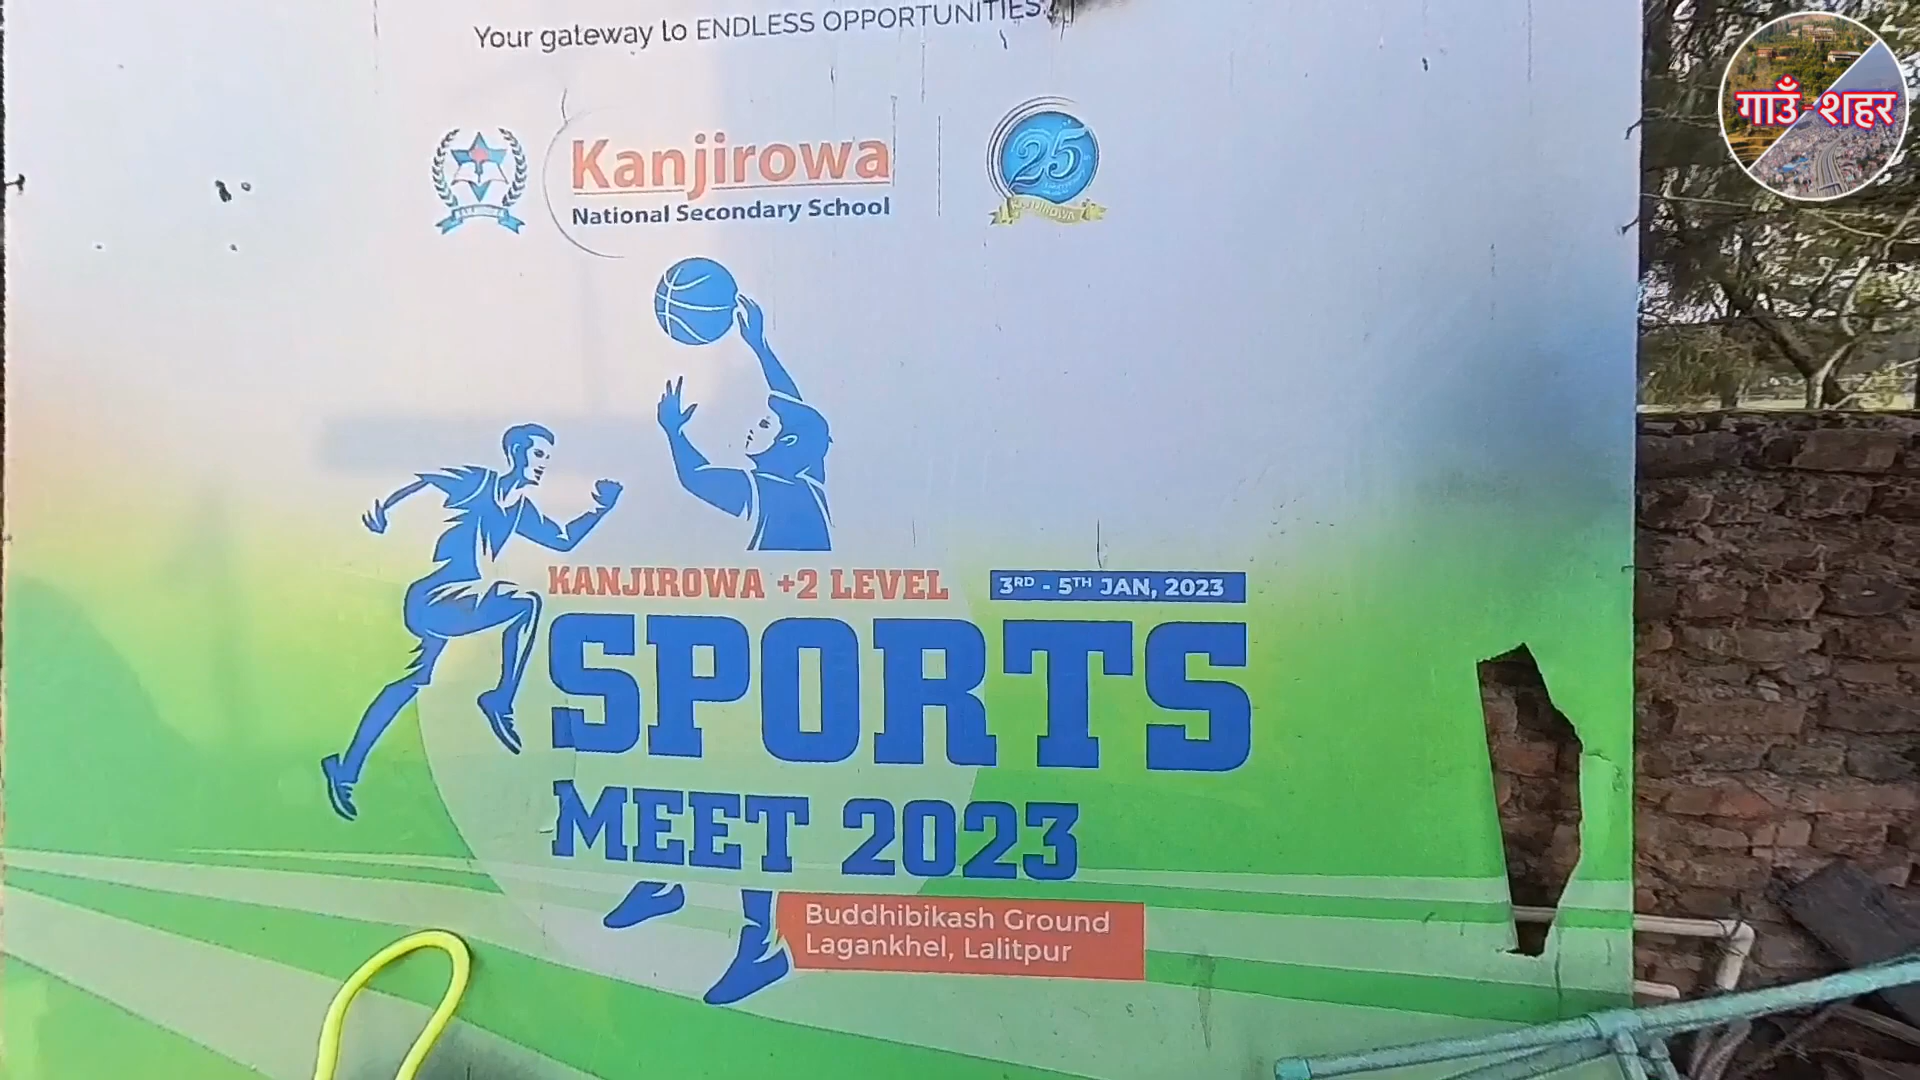 Your gateway to ENDLESS OPPORTUNITIES.
गाउँ-शहर
Kanjirowa
National Secondary School
25
KANJIROWA
KANJIROWA +2 LEVEL
3RD - 5TH JAN, 2023
SPORTS
MEET 2023
Buddhibikash Ground
Lagankhel, Lalitpur